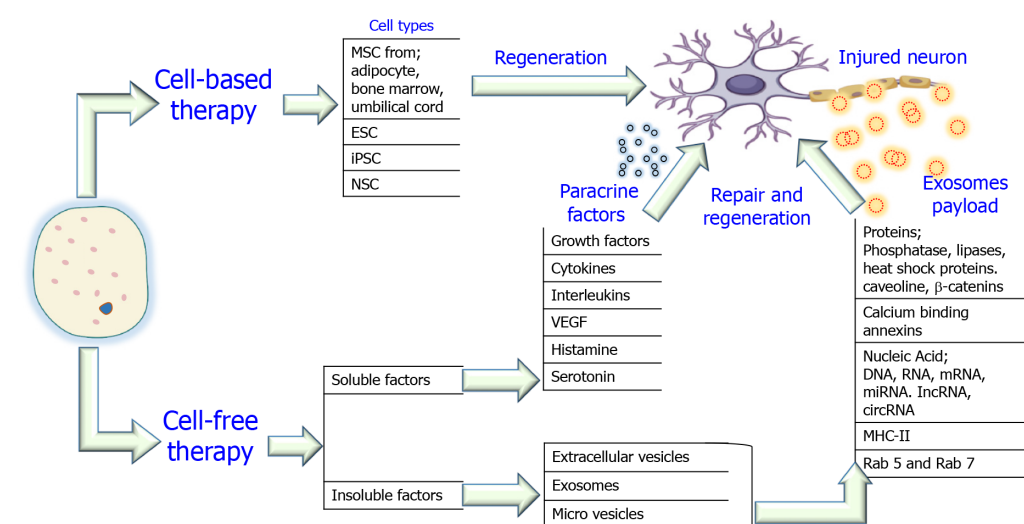 Cell types
MSC from;
adipocyte,
bone marrow,
umbilical cord
ESC
iPSC
NSC
Cell-based
therapy
Regeneration
Injured neuron
Paracrine
factors
Repair and
regeneration
Exosomes
payload
Growth factors
Cytokines
Interleukins
VEGF
Histamine
Serotonin
Proteins;
Phosphatase, lipases,
heat shock proteins.
caveoline, β-catenins
Calcium binding
annexins
Nucleic Acid;
DNA, RNA, mRNA,
miRNA. IncRNA,
circRNA
MHC-II
Rab 5 and Rab 7
Cell-free
therapy
Soluble factors
Insoluble factors
Extracellular vesicles
Exosomes
Micro vesicles